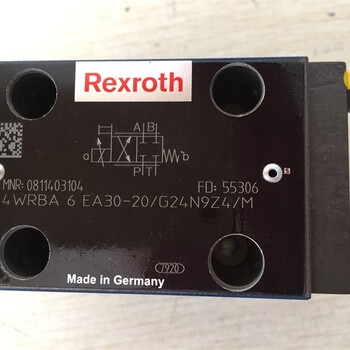 Rexroth
A B
a b
P T
MNR: 0811403104 FD: 55306
4WRBA 6 EA30-20/G24N9Z4/M
Made in Germany 7920